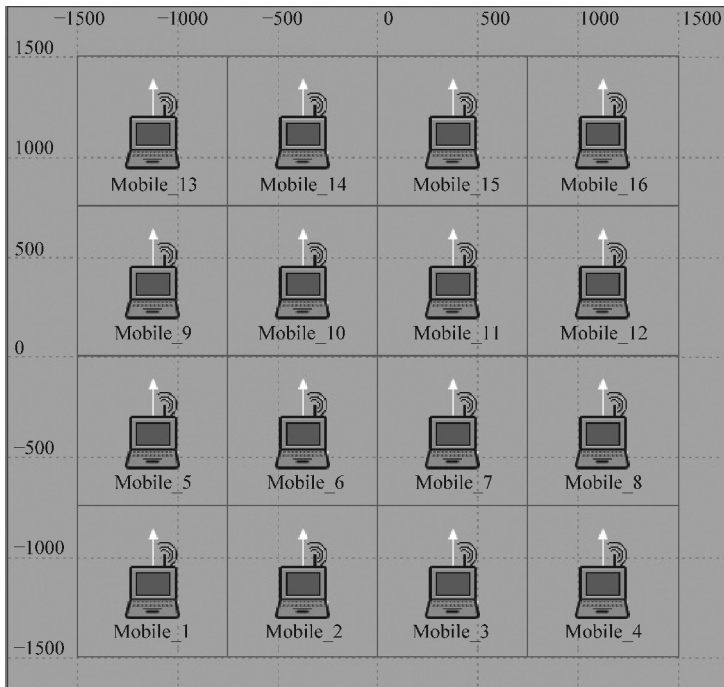 −1500 −1000 −500 0 500 1000 1500
1500
Mobile_13 Mobile_14 Mobile_15 Mobile_16
1000
500
Mobile_9 Mobile_10 Mobile_11 Mobile_12
0
Mobile_5 Mobile_6 Mobile_7 Mobile_8
−500
−1000
Mobile_1 Mobile_2 Mobile_3 Mobile_4
−1500